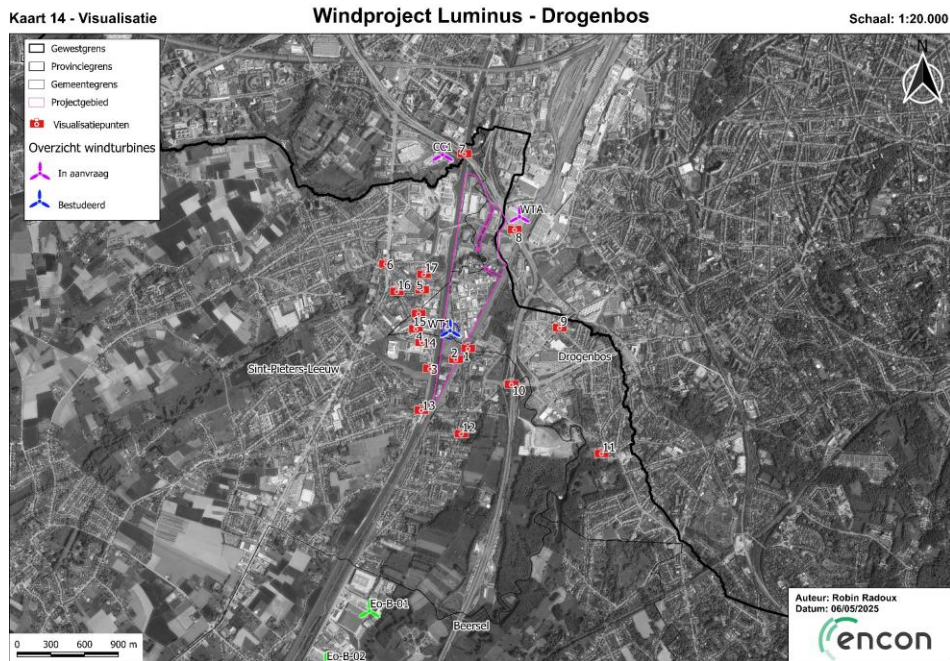 Kaart 14 - Visualisatie
Windproject Luminus - Drogenbos
Schaal: 1:20.000
Gewestgrens
Provinciegrens
Gemeentegrens
Projectgebied
Visualisatiepunten
Overzicht windturbines
In aanvraag
Bestudeerd
N
CC1
7
WTA
8
6
17
16
5
15
WT1
4
14
9
2
1
Drogenbos
3
Sint-Pieters-Leeuw
10
13
12
11
Eo-B-01
Beersel
Eo-B-02
0 300 600 900 m
Auteur: Robin Radoux
Datum: 06/05/2025
encon